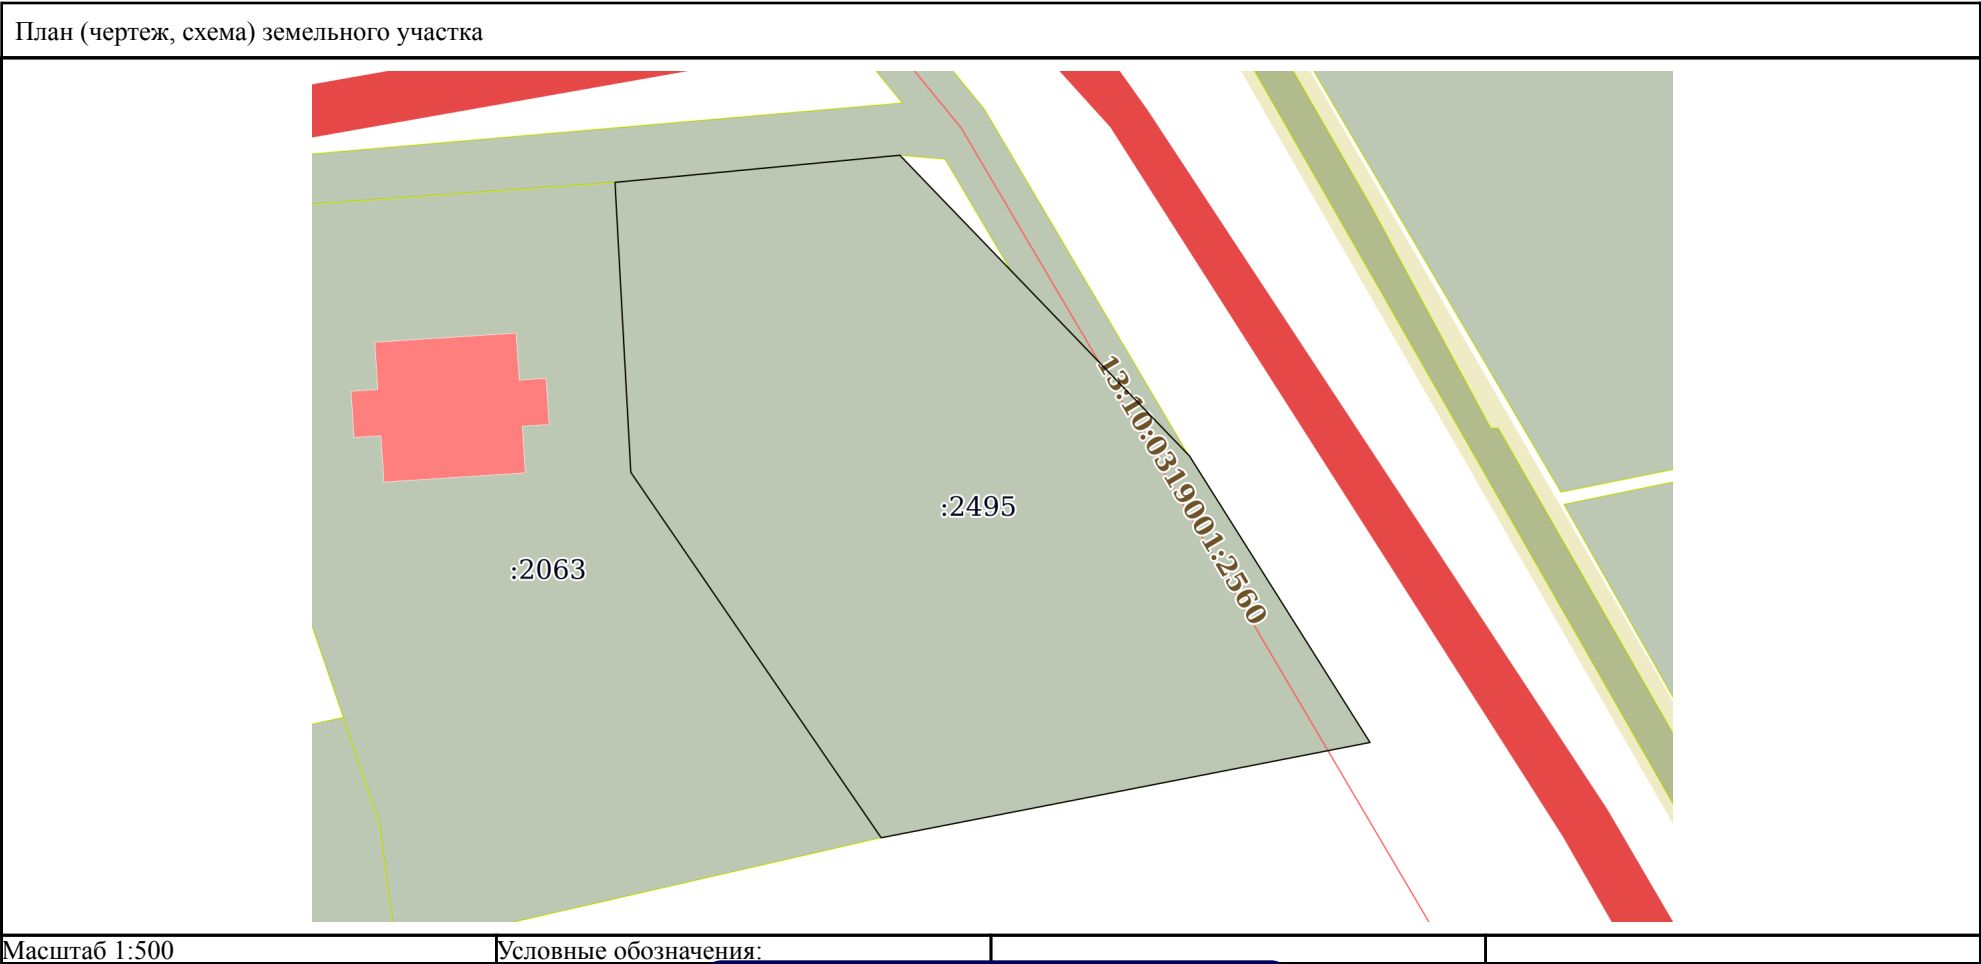 План (чертеж, схема) земельного участка
13:10:0319001:2560
:2495
:2063
Масштаб 1:500
Условные обозначения: